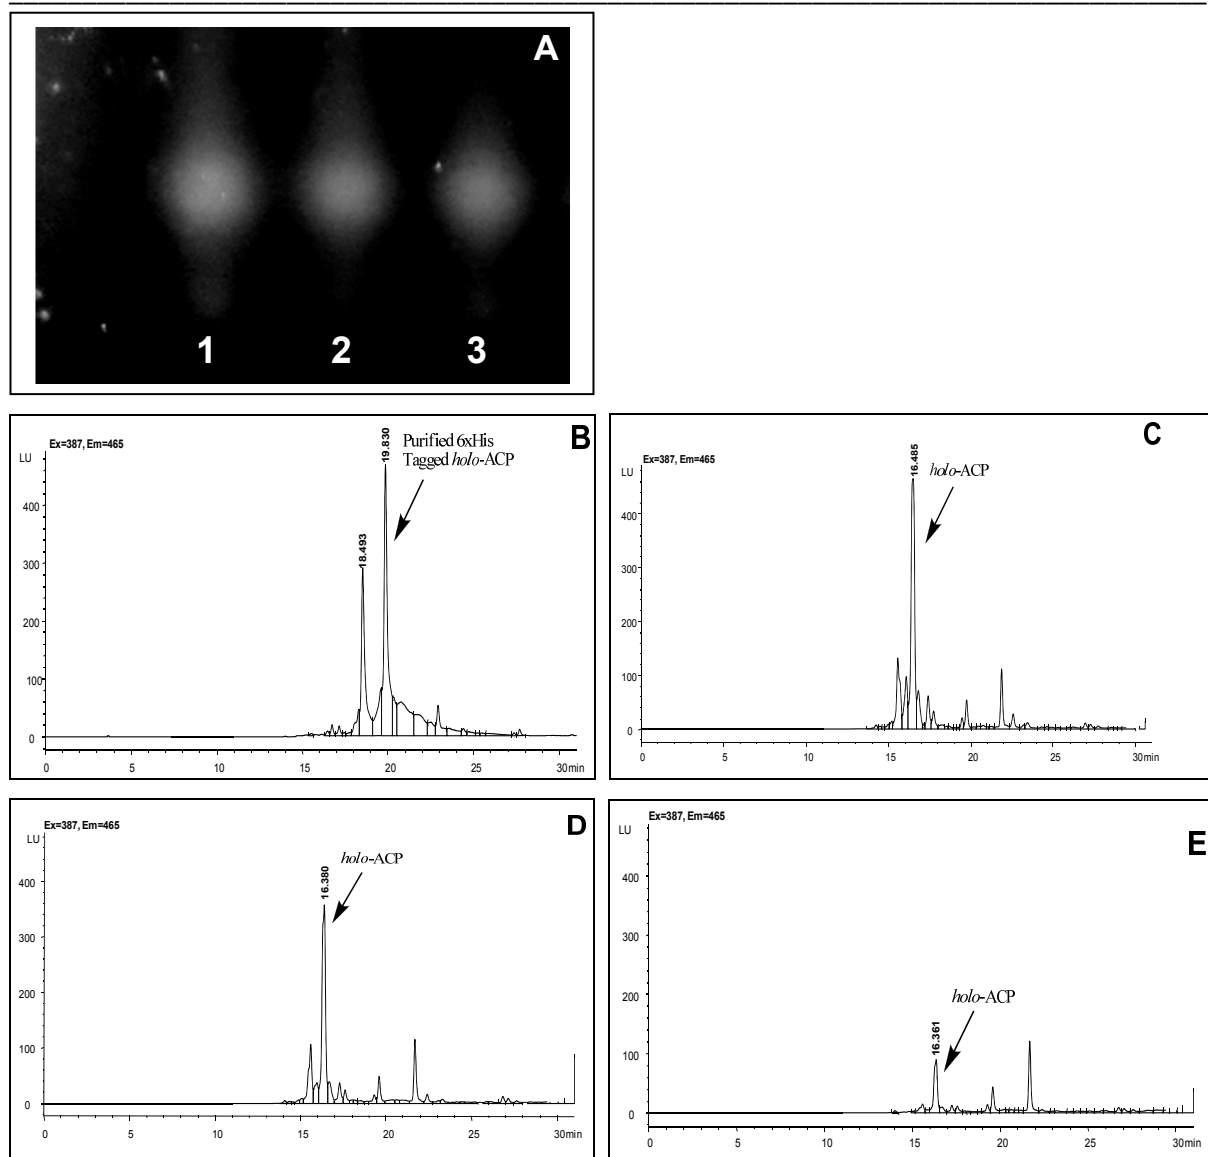 A
1 2 3
B
Ex=387, Em=465
LU
Purified 6xHis
Tagged holo-ACP
18.493
19.830
400
300
200
100
0
0 5 10 15 20 25 30min
C
Ex=387, Em=465
LU
holo-ACP
16.485
400
300
200
100
0
0 5 10 15 20 25 30min
D
Ex=387, Em=465
LU
holo-ACP
16.380
400
300
200
100
0
0 5 10 15 20 25 30min
E
Ex=387, Em=465
LU
holo-ACP
16.361
400
300
200
100
0
0 5 10 15 20 25 30min